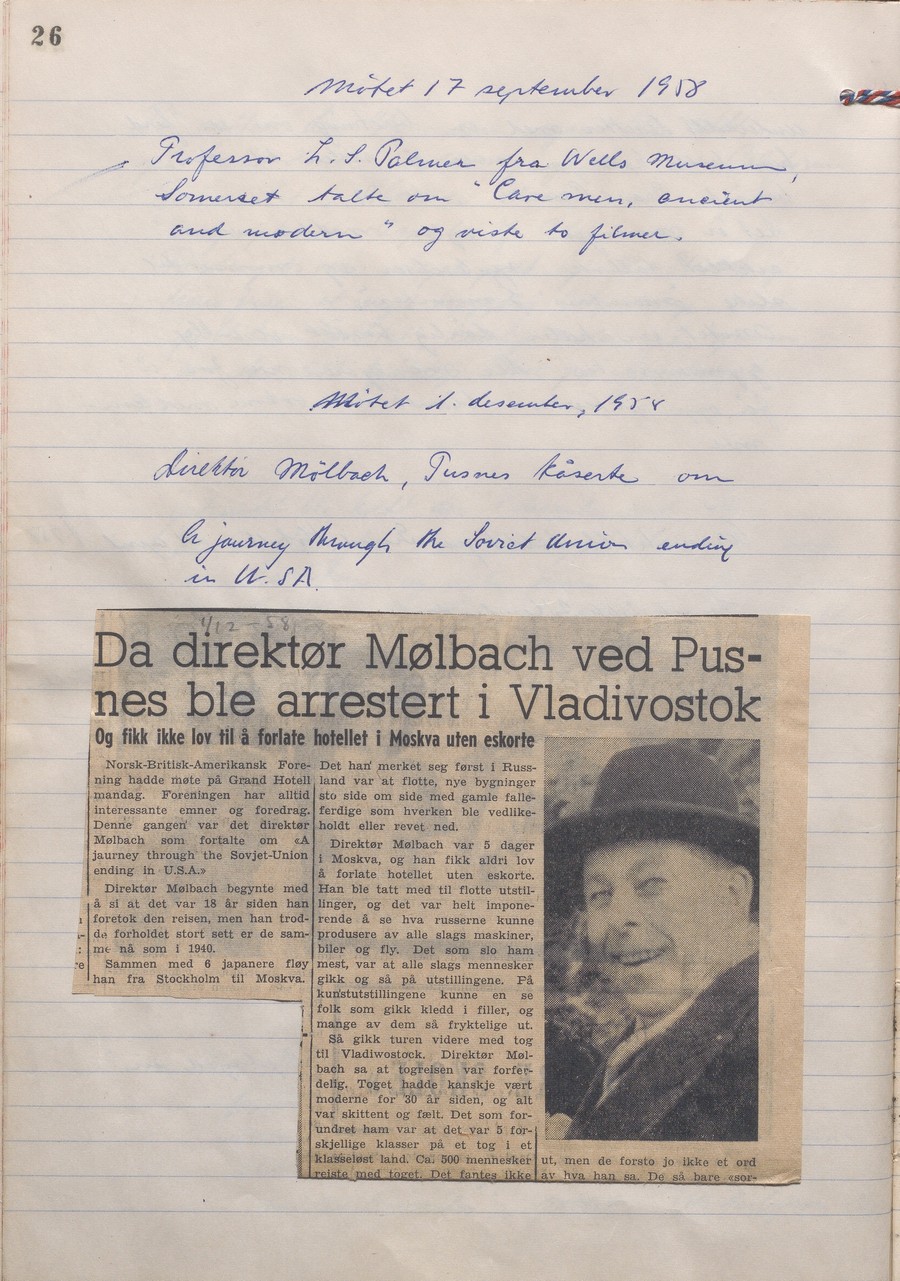 26
Møtet 17 september 1958
Professor L. S. Palmer fra Wells Museum,
Somerset talte om "Cave men, ancient
and modern" og viste to filmer.
Møtet 1. desember, 1958
Direktør Mølbach, Pusnes kåserte om
A journey through the Soviet Union ending
in U.S.A.
1/12-58
Da direktør Mølbach ved Pus-
nes ble arrestert i Vladivostok
Og fikk ikke lov til å forlate hotellet i Moskva uten eskorte
Norsk-Britisk-Amerikansk Fore-
ning hadde møte på Grand Hotell
mandag. Foreningen har alltid
interessante emner og foredrag.
Denne gangen var det direktør
Mølbach som fortalte om «A
jaurney through the Sovjet-Union
ending in U.S.A.»
Direktør Mølbach begynte med
å si at det var 18 år siden han
foretok den reisen, men han trod-
de forholdet stort sett er de sam-
me nå som i 1940.
Sammen med 6 japanere fløy
han fra Stockholm til Moskva.
Det han merket seg først i Russ-
land var at flotte, nye bygninger
sto side om side med gamle falle-
ferdige som hverken ble vedlike-
holdt eller revet ned.
Direktør Mølbach var 5 dager
i Moskva, og han fikk aldri lov
å forlate hotellet uten eskorte.
Han ble tatt med til flotte utstil-
linger, og det var helt impone-
rende å se hva russerne kunne
produsere av alle slags maskiner,
biler og fly. Det som slo ham
mest, var at alle slags mennesker
gikk og så på utstillingene. På
kunstutstillingene kunne en se
folk som gikk kledd i filler, og
mange av dem så fryktelige ut.
Så gikk turen videre med tog
til Vladiwostock. Direktør Møl-
bach sa at togreisen var forfer-
delig. Toget hadde kanskje vært
moderne for 30 år siden, og alt
var skittent og fælt. Det som for-
undret ham var at det var 5 for-
skjellige klasser på et tog i et
klasseløst land. Ca. 500 mennesker
reiste med toget. Det fantes ikke
ut, men de forsto jo ikke et ord
av hva han sa. De så bare «sor-